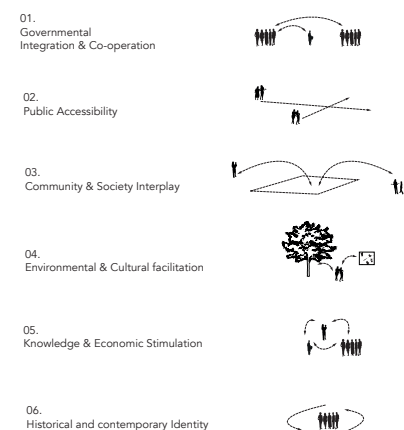 01.
Governmental
Integration & Co-operation
02.
Public Accessibility
03.
Community & Society Interplay
04.
Environmental & Cultural facilitation
05.
Knowledge & Economic Stimulation
06.
Historical and contemporary Identity